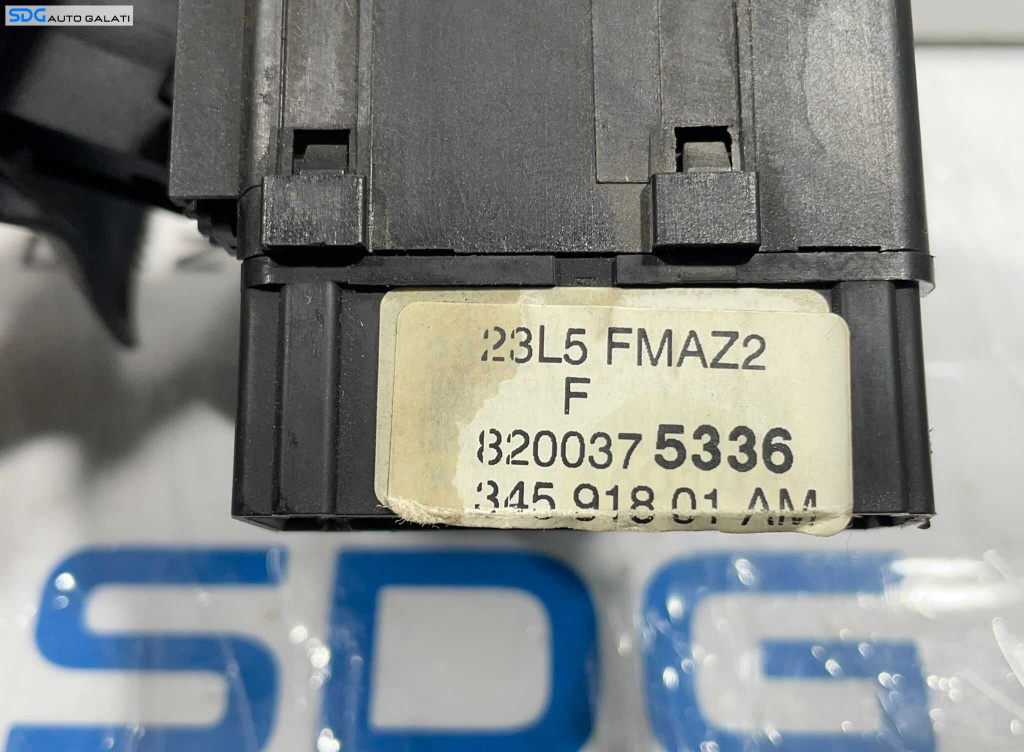 SDG AUTO GALATI
23L5 FMAZ2
F
8200375336
345 918 01 AM
SDG